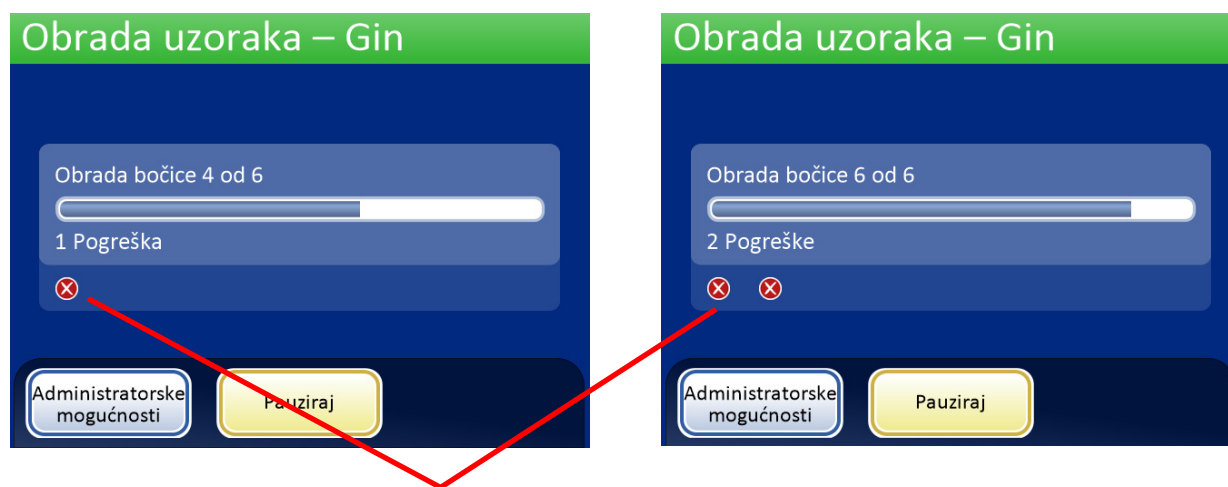 Obrada uzoraka – Gin
Obrada bočice 4 od 6
1 Pogreška
Administratorske
mogućnosti
Pauziraj
Obrada uzoraka – Gin
Obrada bočice 6 od 6
2 Pogreške
Administratorske
mogućnosti
Pauziraj